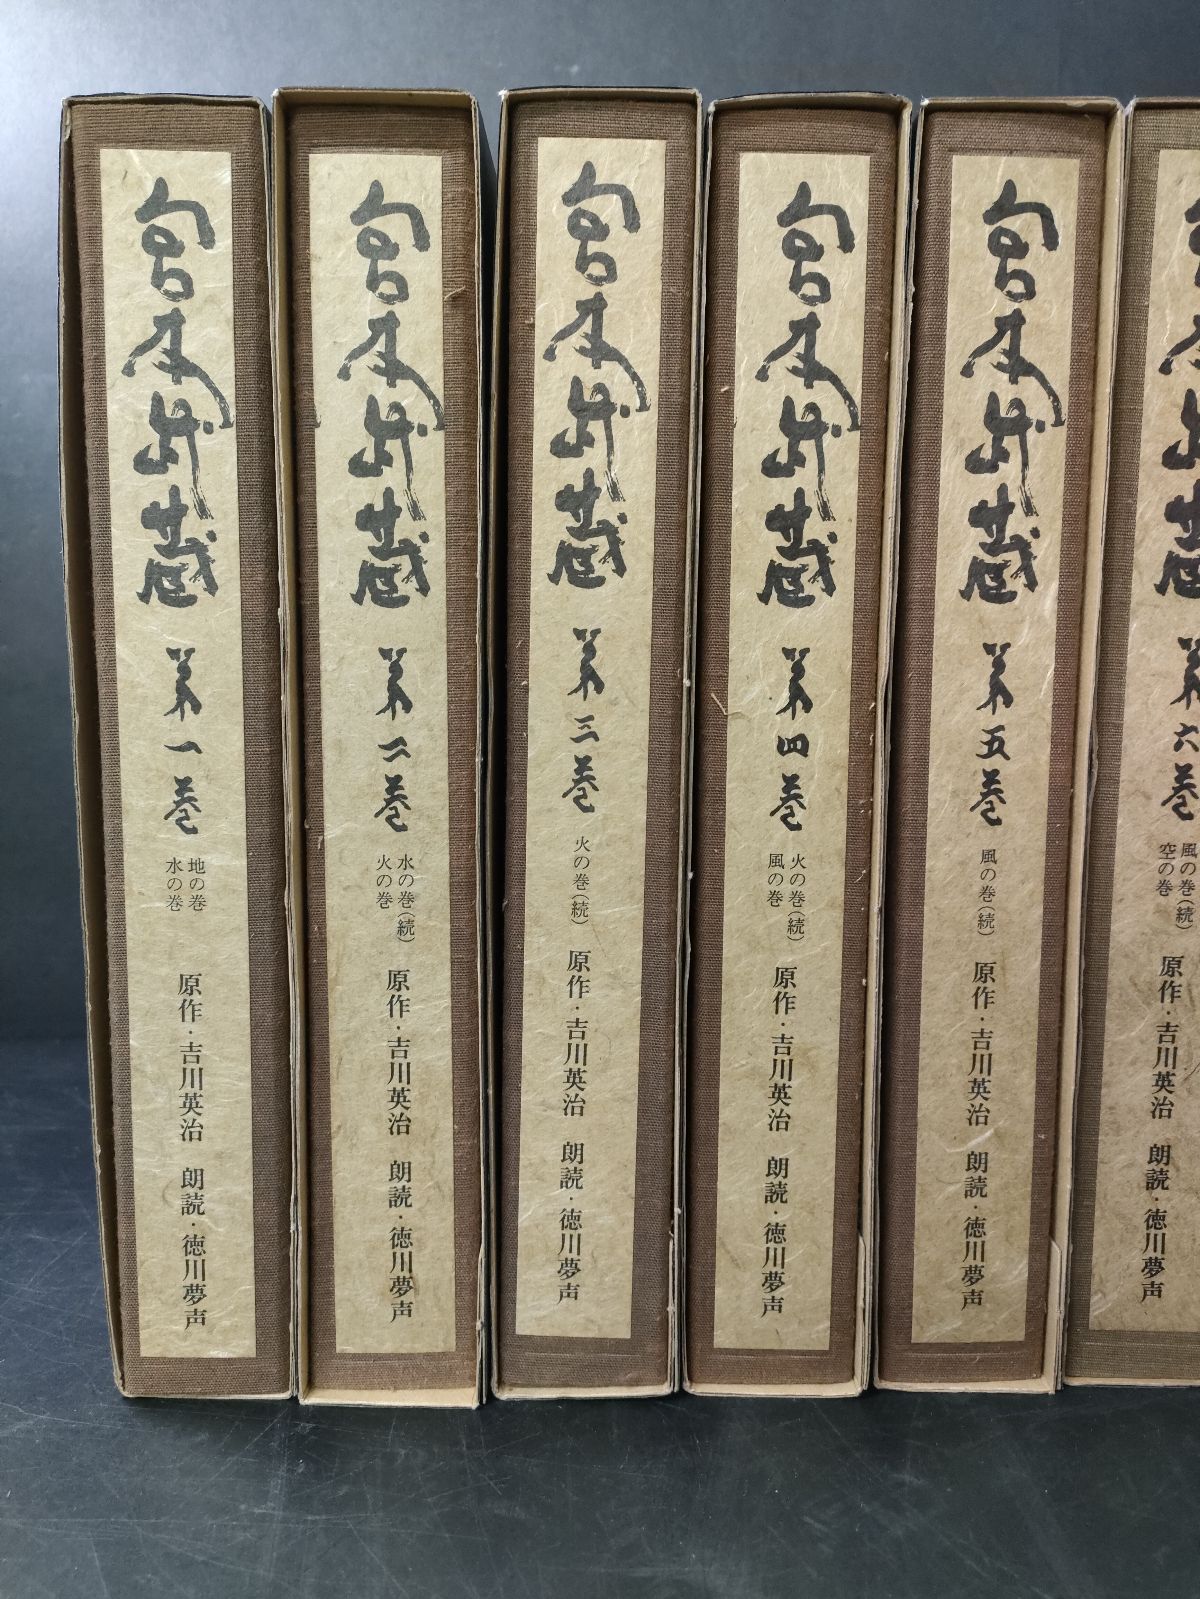 宮本武蔵
第一巻
地の巻
水の巻
原作・吉川英治 朗読・徳川夢声
宮本武蔵
第二巻
水の巻(続)
火の巻
原作・吉川英治 朗読・徳川夢声
宮本武蔵
第三巻
火の巻(続)
原作・吉川英治 朗読・徳川夢声
宮本武蔵
第四巻
火の巻(続)
風の巻
原作・吉川英治 朗読・徳川夢声
宮本武蔵
第五巻
風の巻(続)
原作・吉川英治 朗読・徳川夢声
宮本武蔵
第六巻
風の巻(続)
空の巻
原作・吉川英治 朗読・徳川夢声